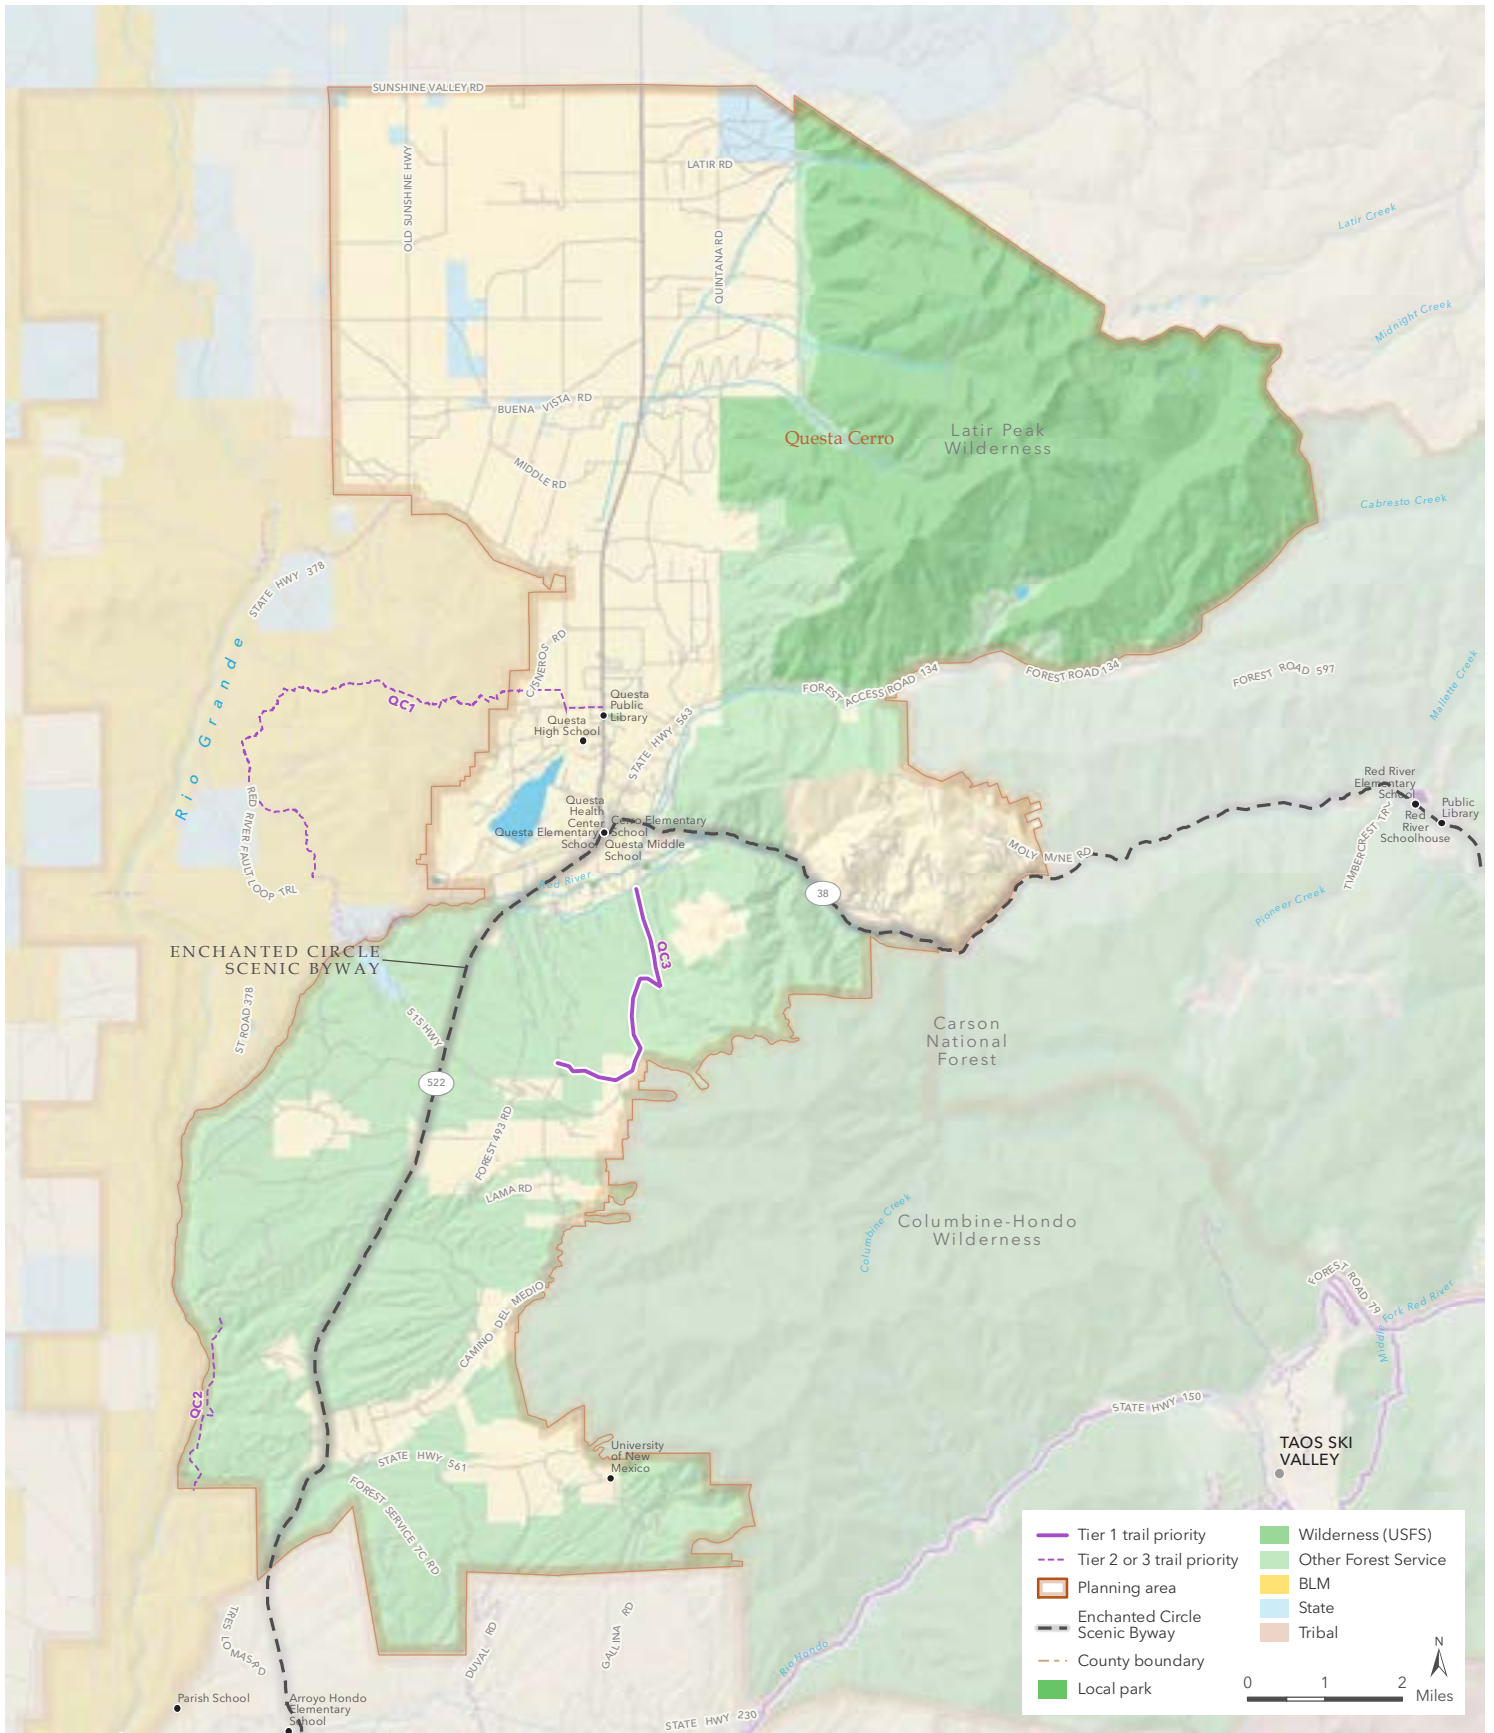 SUNSHINE VALLEY RD
OLD SUNSHINE HWY
LATIR RD
QUINTANA RD
Latir Creek
Midnight Creek
BUENA VISTA RD
MIDDLE RD
Questa Cerro
Latir Peak
Wilderness
Cabresto Creek
STATE HWY 378
Rio Grande
CISNEROS RD
FOREST ACCESS ROAD 134
FOREST ROAD 134
FOREST ROAD 597
Mallette Creek
QC1
Questa
Public
Library
Questa
High School
STATE HWY 563
RED RIVER FAULT LOOP TRL
Questa
Health
Center
Cerro Elementary
School
Questa Elementary
School
Questa Middle
School
Red River
Red River
Elementary
School
Public
Library
Red
River
Schoolhouse
TIMBERCREST TRL
MOLY MINE RD
38
Pioneer Creek
QC3
ENCHANTED CIRCLE
SCENIC BYWAY
ST ROAD 378
515 HWY
522
Carson
National
Forest
FOREST 493 RD
LAMA RD
Columbine Creek
Columbine-Hondo
Wilderness
CAMINO DEL MEDIO
FOREST ROAD 79
Middle Fork Red River
QC2
STATE HWY 150
TAOS SKI
VALLEY
STATE HWY 561
University
of New
Mexico
FOREST SERVICE 7C RD
TRES LOMAS RD
DUVAL RD
GALLINA RD
Rio Hondo
Parish School
Arroyo Hondo
Elementary
School
STATE HWY 230
Tier 1 trail priority
Tier 2 or 3 trail priority
Planning area
Enchanted Circle
Scenic Byway
County boundary
Local park
Wilderness (USFS)
Other Forest Service
BLM
State
Tribal
N
0 1 2
Miles